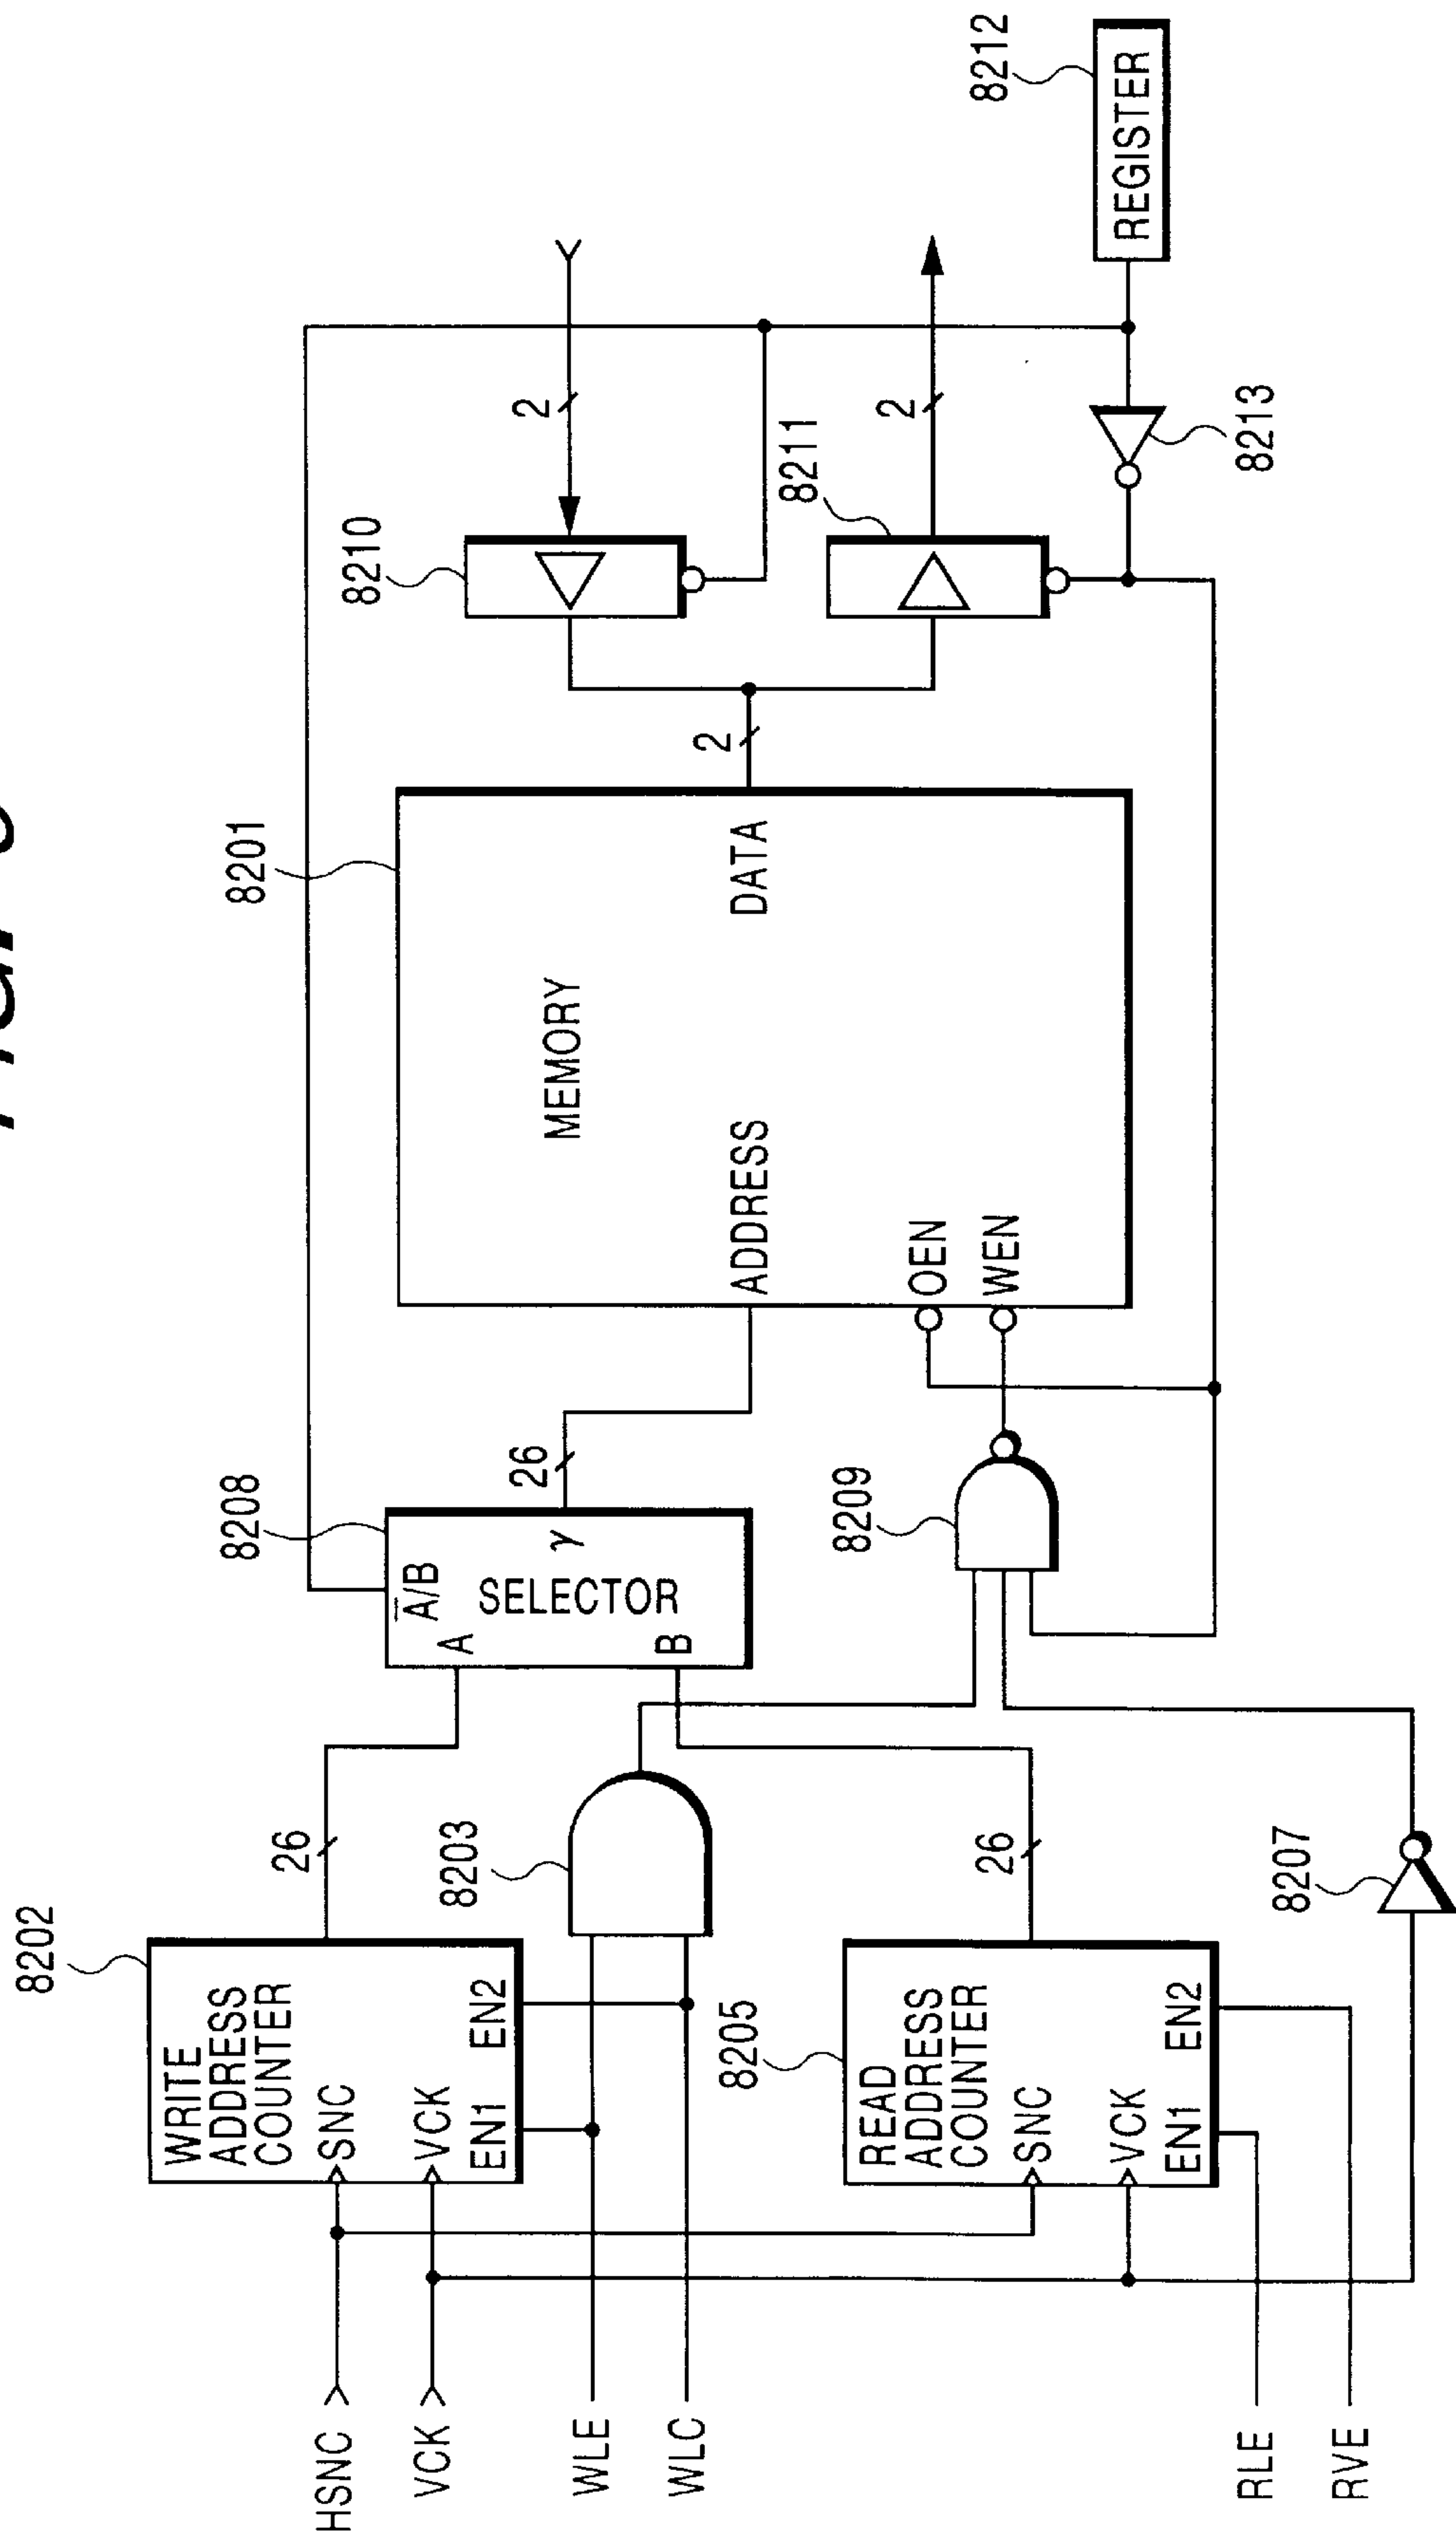 8202
WRITE
ADDRESS
COUNTER
SNC
VCK
EN1
EN2
HSNC
VCK
WLE
WLC
RLE
RVE
26
8203
8205
READ
ADDRESS
COUNTER
SNC
VCK
EN1
EN2
26
8207
8208
A/B
A
B
γ
SELECTOR
26
8209
8201
MEMORY
ADDRESS
DATA
OEN
WEN
2
8210
2
8211
2
8213
8212
REGISTER